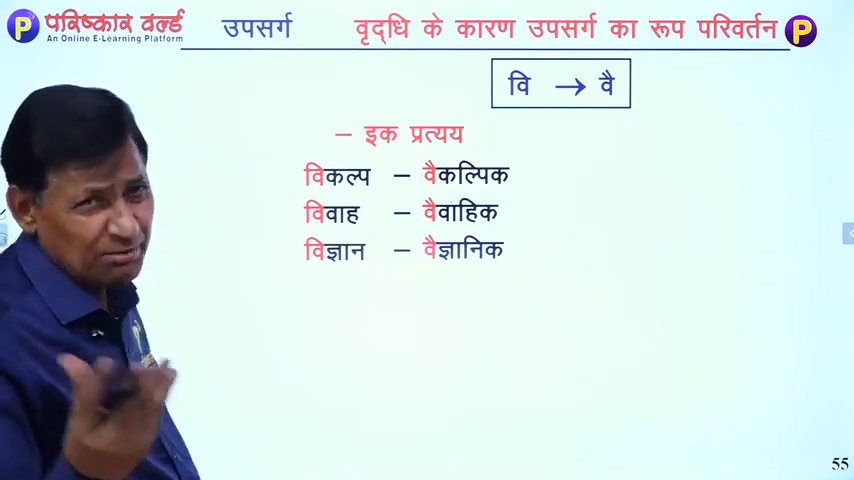 परिष्कार वर्ल्ड
An Online E-Learning Platform
उपसर्ग वृद्धि के कारण उपसर्ग का रूप परिवर्तन
वि → वै
– इक प्रत्यय
विकल्प – वैकल्पिक
विवाह – वैवाहिक
विज्ञान – वैज्ञानिक
55